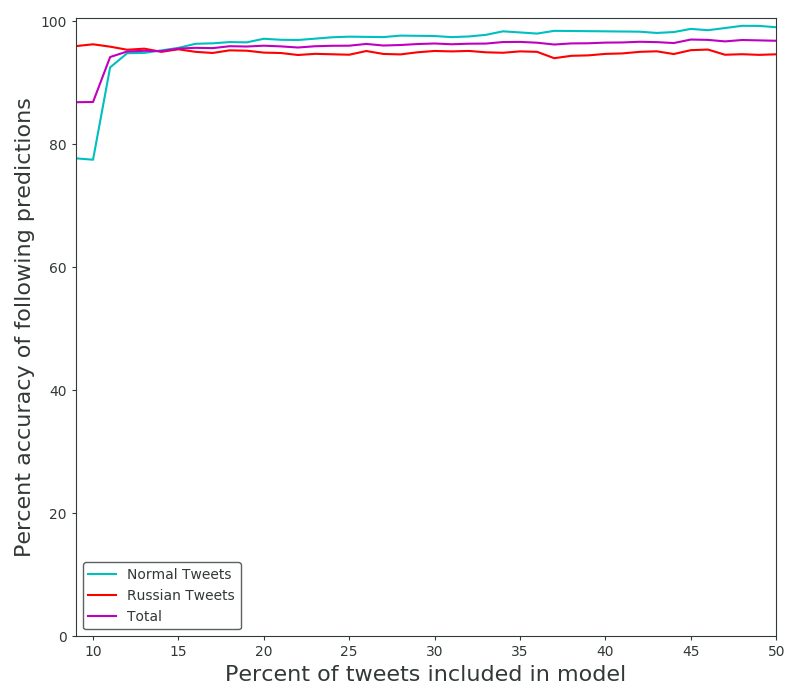 Percent accuracy of following predictions
100
80
60
40
20
0
Normal Tweets
Russian Tweets
Total
10 15 20 25 30 35 40 45 50
Percent of tweets included in model